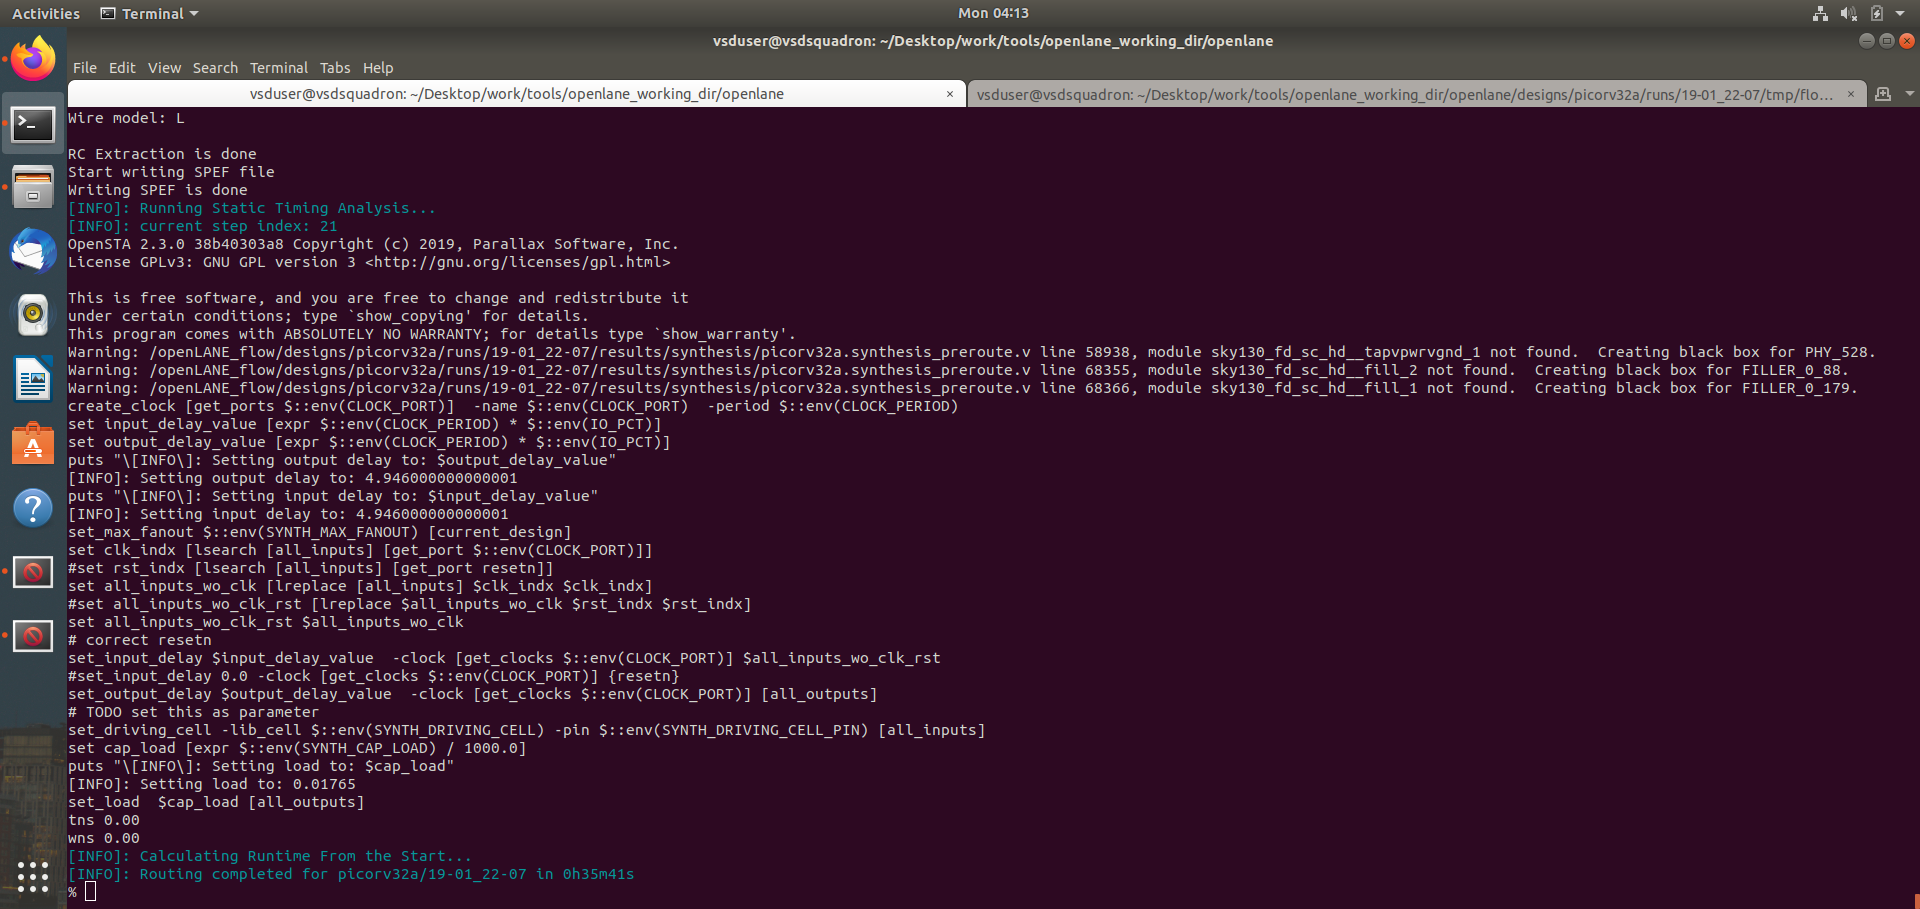 Activities Terminal Mon 04:13
vsduser@vsdsquadron: ~/Desktop/work/tools/openlane_working_dir/openlane
File Edit View Search Terminal Tabs Help
vsduser@vsdsquadron: ~/Desktop/work/tools/openlane_working_dir/openlane × vsduser@vsdsquadron: ~/Desktop/work/tools/openlane_working_dir/openlane/designs/picorv32a/runs/19-01_22-07/tmp/flo... ×
Wire model: L
RC Extraction is done
Start writing SPEF file
Writing SPEF is done
[INFO]: Running Static Timing Analysis...
[INFO]: current step index: 21
OpenSTA 2.3.0 38b40303a8 Copyright (c) 2019, Parallax Software, Inc.
License GPLv3: GNU GPL version 3 <http://gnu.org/licenses/gpl.html>
This is free software, and you are free to change and redistribute it
under certain conditions; type `show_copying' for details.
This program comes with ABSOLUTELY NO WARRANTY; for details type `show_warranty'.
Warning: /openLANE_flow/designs/picorv32a/runs/19-01_22-07/results/synthesis/picorv32a.synthesis_preroute.v line 58938, module sky130_fd_sc_hd__tapvpwrvgnd_1 not found.  Creating black box for PHY_528.
Warning: /openLANE_flow/designs/picorv32a/runs/19-01_22-07/results/synthesis/picorv32a.synthesis_preroute.v line 68355, module sky130_fd_sc_hd__fill_2 not found.  Creating black box for FILLER_0_88.
Warning: /openLANE_flow/designs/picorv32a/runs/19-01_22-07/results/synthesis/picorv32a.synthesis_preroute.v line 68366, module sky130_fd_sc_hd__fill_1 not found.  Creating black box for FILLER_0_179.
create_clock [get_ports $::env(CLOCK_PORT)]  -name $::env(CLOCK_PORT)  -period $::env(CLOCK_PERIOD)
set input_delay_value [expr $::env(CLOCK_PERIOD) * $::env(IO_PCT)]
set output_delay_value [expr $::env(CLOCK_PERIOD) * $::env(IO_PCT)]
puts "\[INFO\]: Setting output delay to: $output_delay_value"
[INFO]: Setting output delay to: 4.946000000000001
puts "\[INFO\]: Setting input delay to: $input_delay_value"
[INFO]: Setting input delay to: 4.946000000000001
set_max_fanout $::env(SYNTH_MAX_FANOUT) [current_design]
set clk_indx [lsearch [all_inputs] [get_port $::env(CLOCK_PORT)]]
#set rst_indx [lsearch [all_inputs] [get_port resetn]]
set all_inputs_wo_clk [lreplace [all_inputs] $clk_indx $clk_indx]
#set all_inputs_wo_clk_rst [lreplace $all_inputs_wo_clk $rst_indx $rst_indx]
set all_inputs_wo_clk_rst $all_inputs_wo_clk
# correct resetn
set_input_delay $input_delay_value  -clock [get_clocks $::env(CLOCK_PORT)] $all_inputs_wo_clk_rst
#set_input_delay 0.0 -clock [get_clocks $::env(CLOCK_PORT)] {resetn}
set_output_delay $output_delay_value  -clock [get_clocks $::env(CLOCK_PORT)] [all_outputs]
# TODO set this as parameter
set_driving_cell -lib_cell $::env(SYNTH_DRIVING_CELL) -pin $::env(SYNTH_DRIVING_CELL_PIN) [all_inputs]
set cap_load [expr $::env(SYNTH_CAP_LOAD) / 1000.0]
puts "\[INFO\]: Setting load to: $cap_load"
[INFO]: Setting load to: 0.01765
set_load  $cap_load [all_outputs]
tns 0.00
wns 0.00
[INFO]: Calculating Runtime From the Start...
[INFO]: Routing completed for picorv32a/19-01_22-07 in 0h35m41s
%